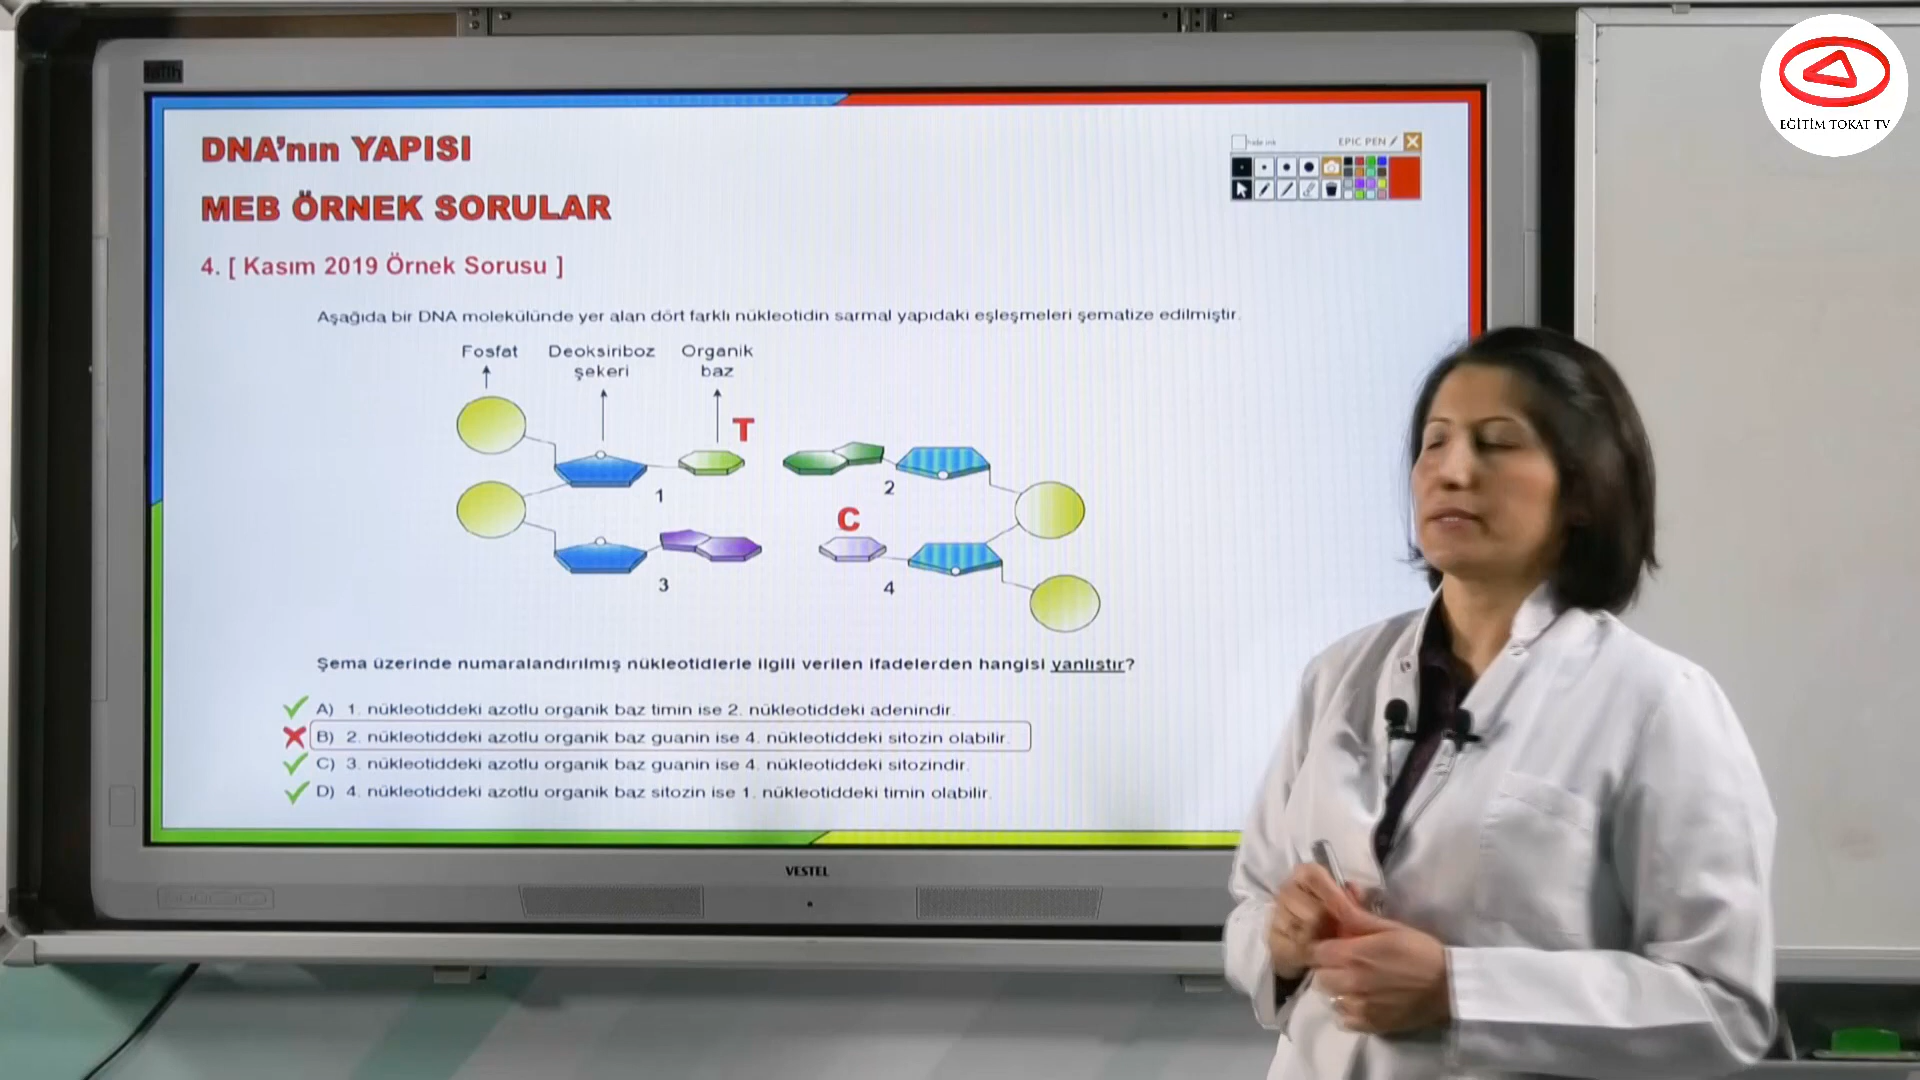 EĞİTİM TOKAT TV
DNA'nın YAPISI
MEB ÖRNEK SORULAR
EPIC PEN
4. [ Kasım 2019 Örnek Sorusu ]
Aşağıda bir DNA molekülünde yer alan dört farklı nükleotidin sarmal yapıdaki eşleşmeleri şematize edilmiştir.
Fosfat Deoksiriboz şekeri Organik baz
T
1 2
C
3 4
Şema üzerinde numaralandırılmış nükleotidlerle ilgili verilen ifadelerden hangisi yanlıştır?
A) 1. nükleotiddeki azotlu organik baz timin ise 2. nükleotiddeki adenindir.
B) 2. nükleotiddeki azotlu organik baz guanin ise 4. nükleotiddeki sitozin olabilir.
C) 3. nükleotiddeki azotlu organik baz guanin ise 4. nükleotiddeki sitozindir.
D) 4. nükleotiddeki azotlu organik baz sitozin ise 1. nükleotiddeki timin olabilir.
VESTEL